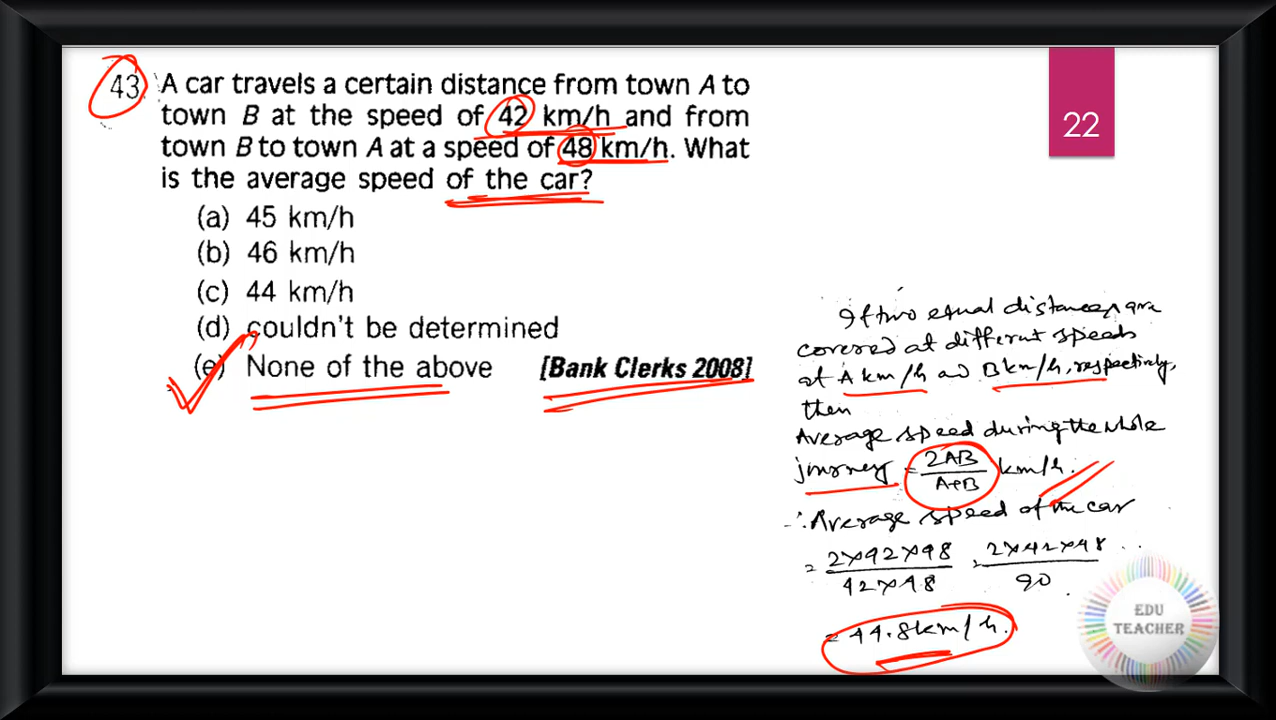 43 A car travels a certain distance from town A to
town B at the speed of 42 km/h and from
town B to town A at a speed of 48 km/h. What
is the average speed of the car?
(a) 45 km/h
(b) 46 km/h
(c) 44 km/h
(d) couldn't be determined
(e) None of the above [Bank Clerks 2008]
22
If two equal distances are
covered at different speeds
at A km/h and B km/h, respectively,
then
Average speed during the whole
journey = 2AB/A+B km/h.
∴ Average speed of the car
= 2×42×48/42×48 = 2×42×48/90
= 44.8km/h.
EDU
TEACHER